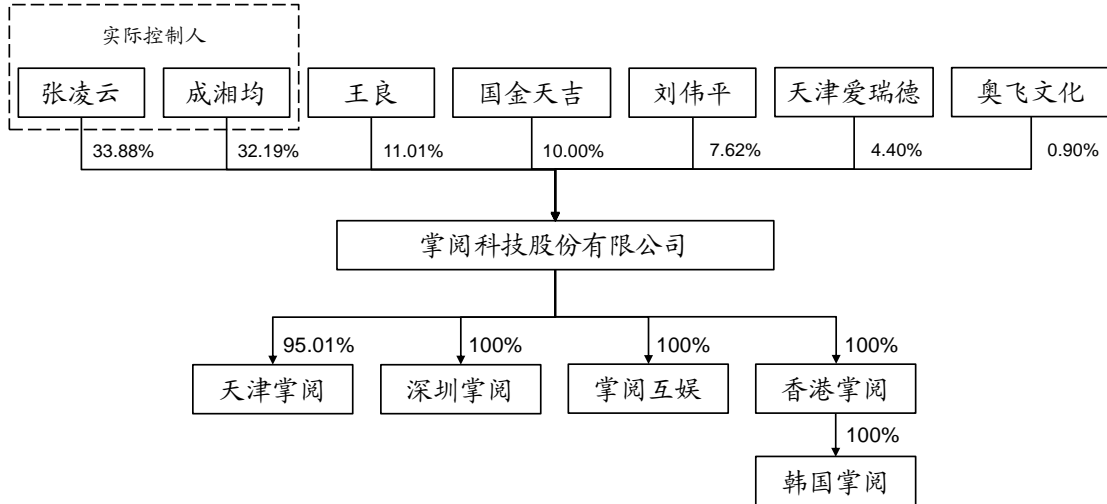 实际控制人
张凌云
成湘均
王良
国金天吉
刘伟平
天津爱瑞德
奥飞文化
33.88%
32.19%
11.01%
10.00%
7.62%
4.40%
0.90%
掌阅科技股份有限公司
95.01%
100%
100%
100%
天津掌阅
深圳掌阅
掌阅互娱
香港掌阅
100%
韩国掌阅